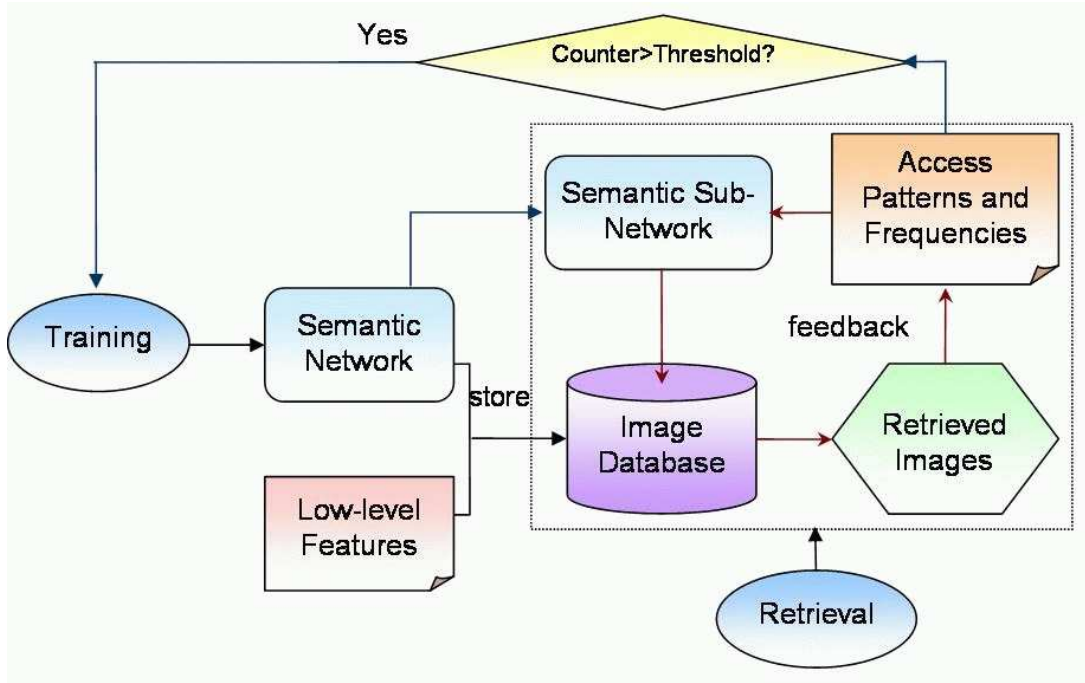 Yes
Counter>Threshold?
Access
Patterns and
Frequencies
Semantic Sub-
Network
Training
Semantic
Network
feedback
store
Image
Database
Retrieved
Images
Low-level
Features
Retrieval